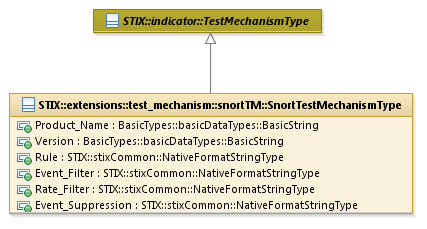 STIX::indicator::TestMechanismType
STIX::extensions::test_mechanism::snortTM::SnortTestMechanismType
Product_Name : BasicTypes::basicDataTypes::BasicString
Version : BasicTypes::basicDataTypes::BasicString
Rule : STIX::stixCommon::NativeFormatStringType
Event_Filter : STIX::stixCommon::NativeFormatStringType
Rate_Filter : STIX::stixCommon::NativeFormatStringType
Event_Suppression : STIX::stixCommon::NativeFormatStringType